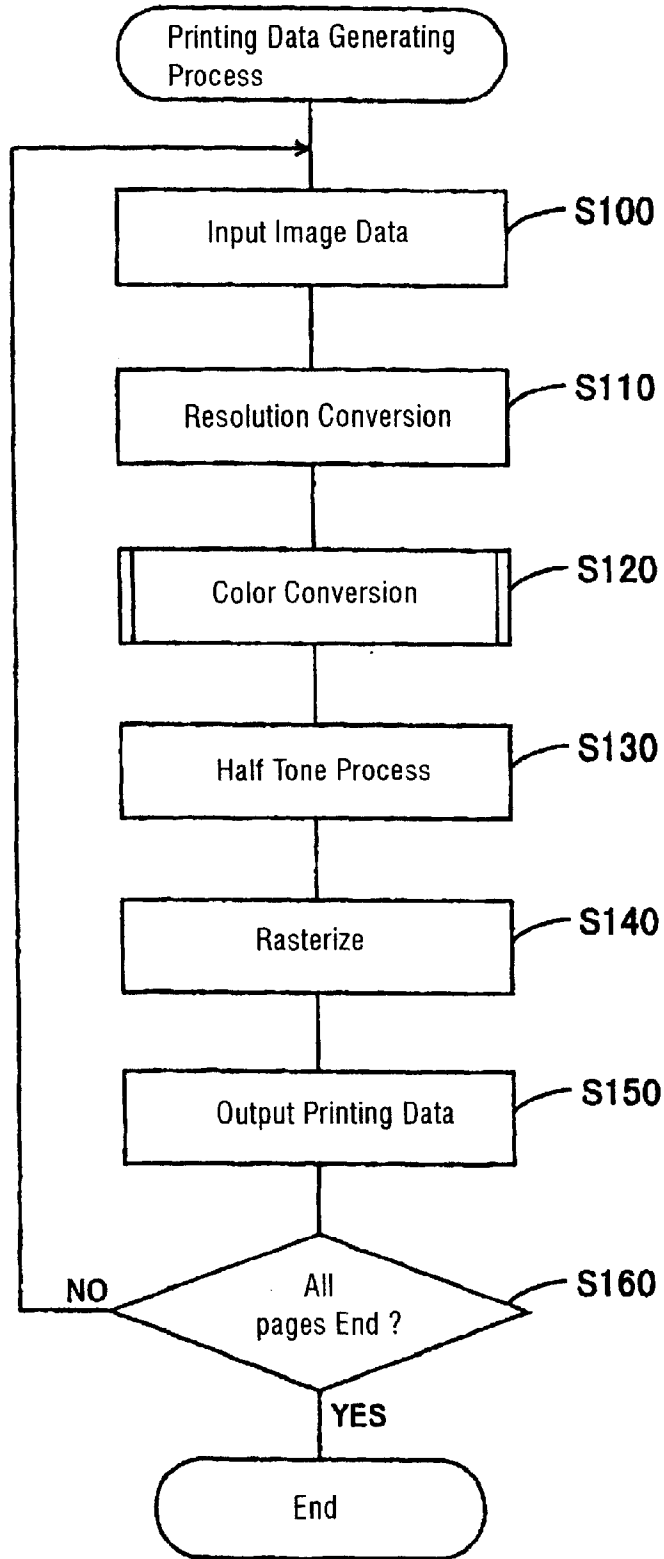 Printing Data Generating
Process
Input Image Data
S100
Resolution Conversion
S110
Color Conversion
S120
Half Tone Process
S130
Rasterize
S140
Output Printing Data
S150
All
pages End ?
S160
NO
YES
End